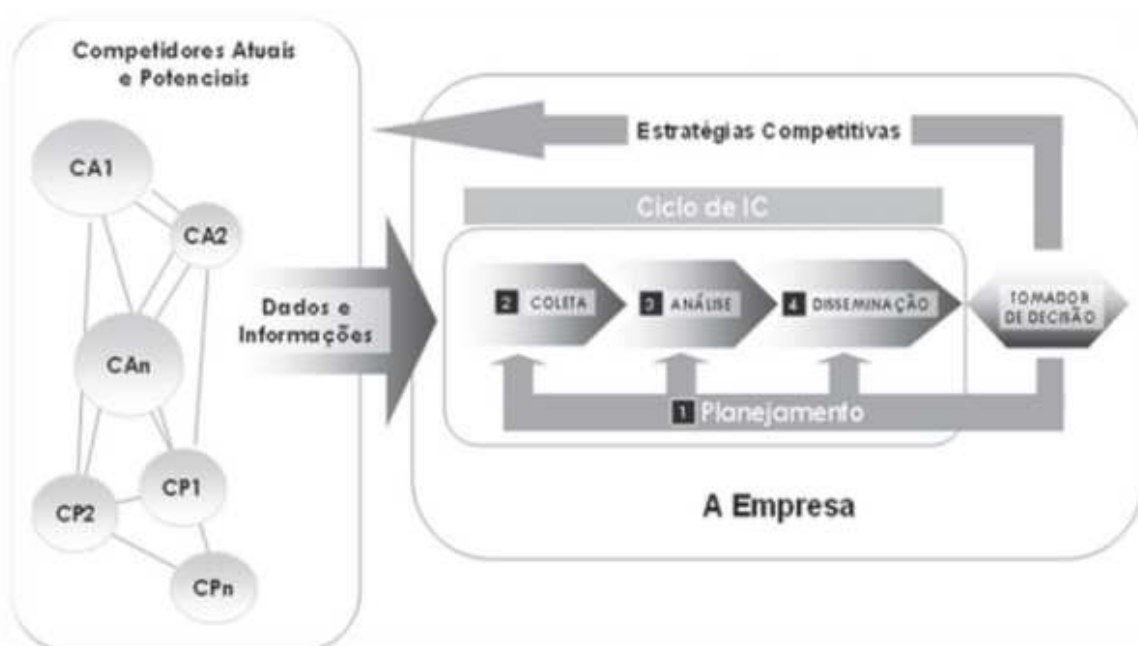 Competidores Atuais
e Potenciais
CA1
CA2
CAn
CP1
CP2
CPn
Dados e
Informações
Estratégias Competitivas
Ciclo de IC
2 COLETA
3 ANÁLISE
4 DISSEMINAÇÃO
TOMADOR
DE DECISÃO
1 Planejamento
A Empresa